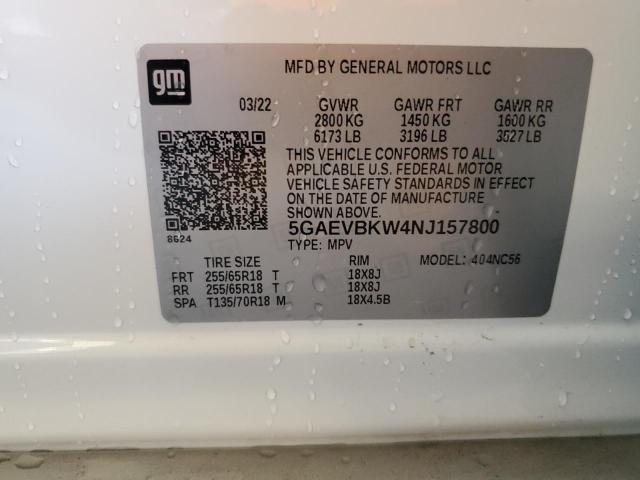 gm
MFD BY GENERAL MOTORS LLC
03/22 GVWR GAWR FRT GAWR RR
2800 KG 1450 KG 1600 KG
6173 LB 3196 LB 3527 LB
THIS VEHICLE CONFORMS TO ALL
APPLICABLE U.S. FEDERAL MOTOR
VEHICLE SAFETY STANDARDS IN EFFECT
ON THE DATE OF MANUFACTURE
SHOWN ABOVE.
5GAEVBKW4NJ157800
8624
TYPE: MPV MODEL: 404NC56
TIRE SIZE RIM
FRT 255/65R18 T 18X8J
RR 255/65R18 T 18X8J
SPA T135/70R18 M 18X4.5B